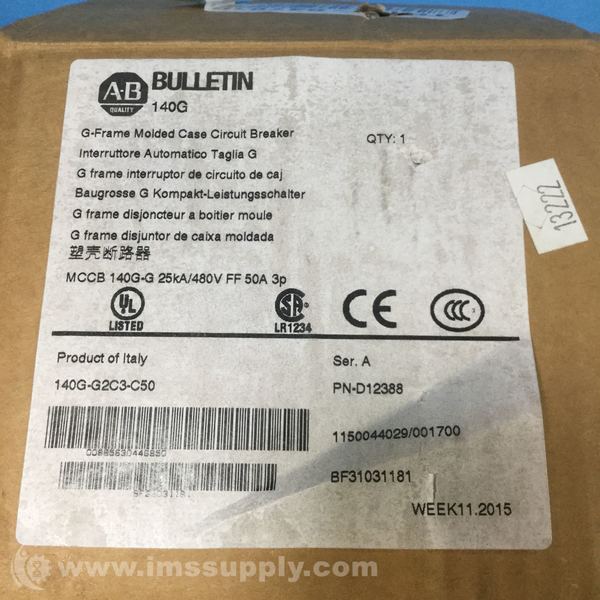 A-B
QUALITY
BULLETIN
140G
G-Frame Molded Case Circuit Breaker
QTY: 1
Interruttore Automatico Taglia G
G frame interruptor de circuito de caj
Baugrosse G Kompakt-Leistungsschalter
G frame disjoncteur a boitier moule
G frame disjuntor de caixa moldada
塑壳断路器
13222
MCCB 140G-G 25kA/480V FF 50A 3p
UL
LISTED
SA
LR1234
CE
CCC
Product of Italy
Ser. A
140G-G2C3-C50
PN-D12388
1150044029/001700
BF31031181
WEEK11.2015
www.imssupply.com